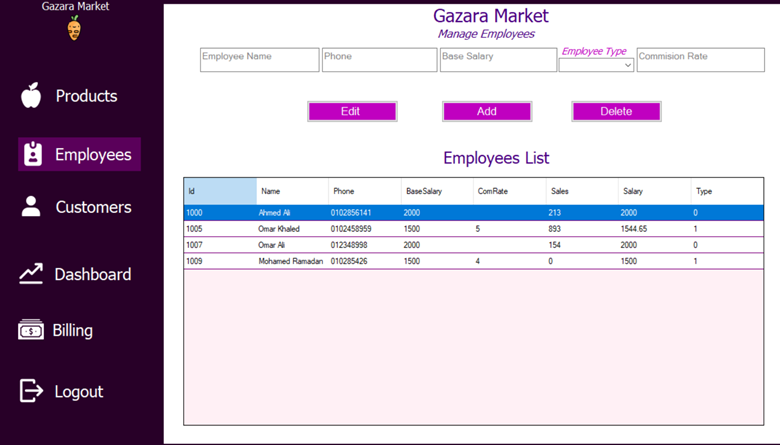 Gazara Market
Products
Employees
Customers
Dashboard
Billing
Logout
Gazara Market
Manage Employees
Employee Name Phone Base Salary Employee Type Commision Rate
Edit Add Delete
Employees List
Id Name Phone BaseSalary ComRate Sales Salary Type
1000 Ahmed Ali 0102856141 2000 213 2000 0
1005 Omar Khaled 0102458959 1500 5 893 1544.65 1
1007 Omar Ali 012348998 2000 154 2000 0
1009 Mohamed Ramadan 010285426 1500 4 0 1500 1